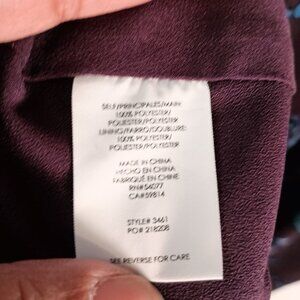 SELF/PRINCIPALES/MAIN:
100% POLYESTER/
POLIESTER/POLYESTER
LINING/FARRO/DOUBLURE:
100% POLYESTER/
POLIESTER/POLYESTER
MADE IN CHINA
HECHO EN CHINA
FABRIQUÉ EN CHINE
RN#54077
CA#59814
STYLE# 3461
PO# 218208
SEE REVERSE FOR CARE